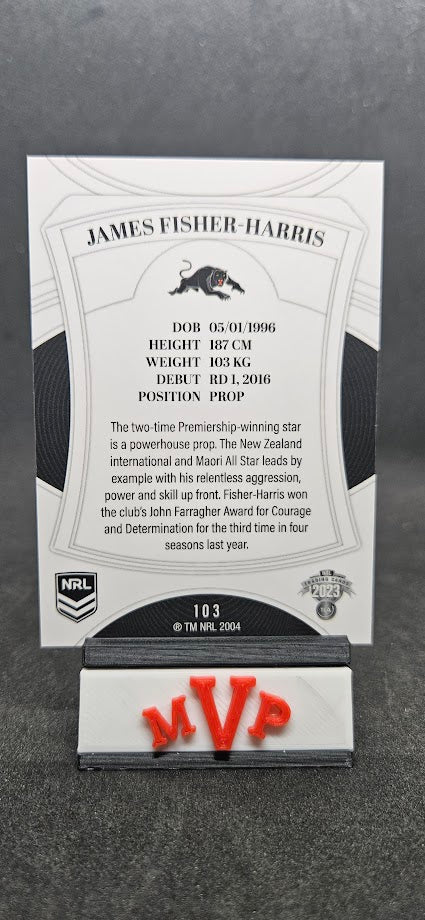 JAMES FISHER-HARRIS
DOB 05/01/1996
HEIGHT 187 CM
WEIGHT 103 KG
DEBUT RD 1, 2016
POSITION PROP
The two-time Premiership-winning star
is a powerhouse prop. The New Zealand
international and Maori All Star leads by
example with his relentless aggression,
power and skill up front. Fisher-Harris won
the club's John Farragher Award for Courage
and Determination for the third time in four
seasons last year.
NRL
NRL
TRADING CARDS
2023
103
® TM NRL 2004
MVP